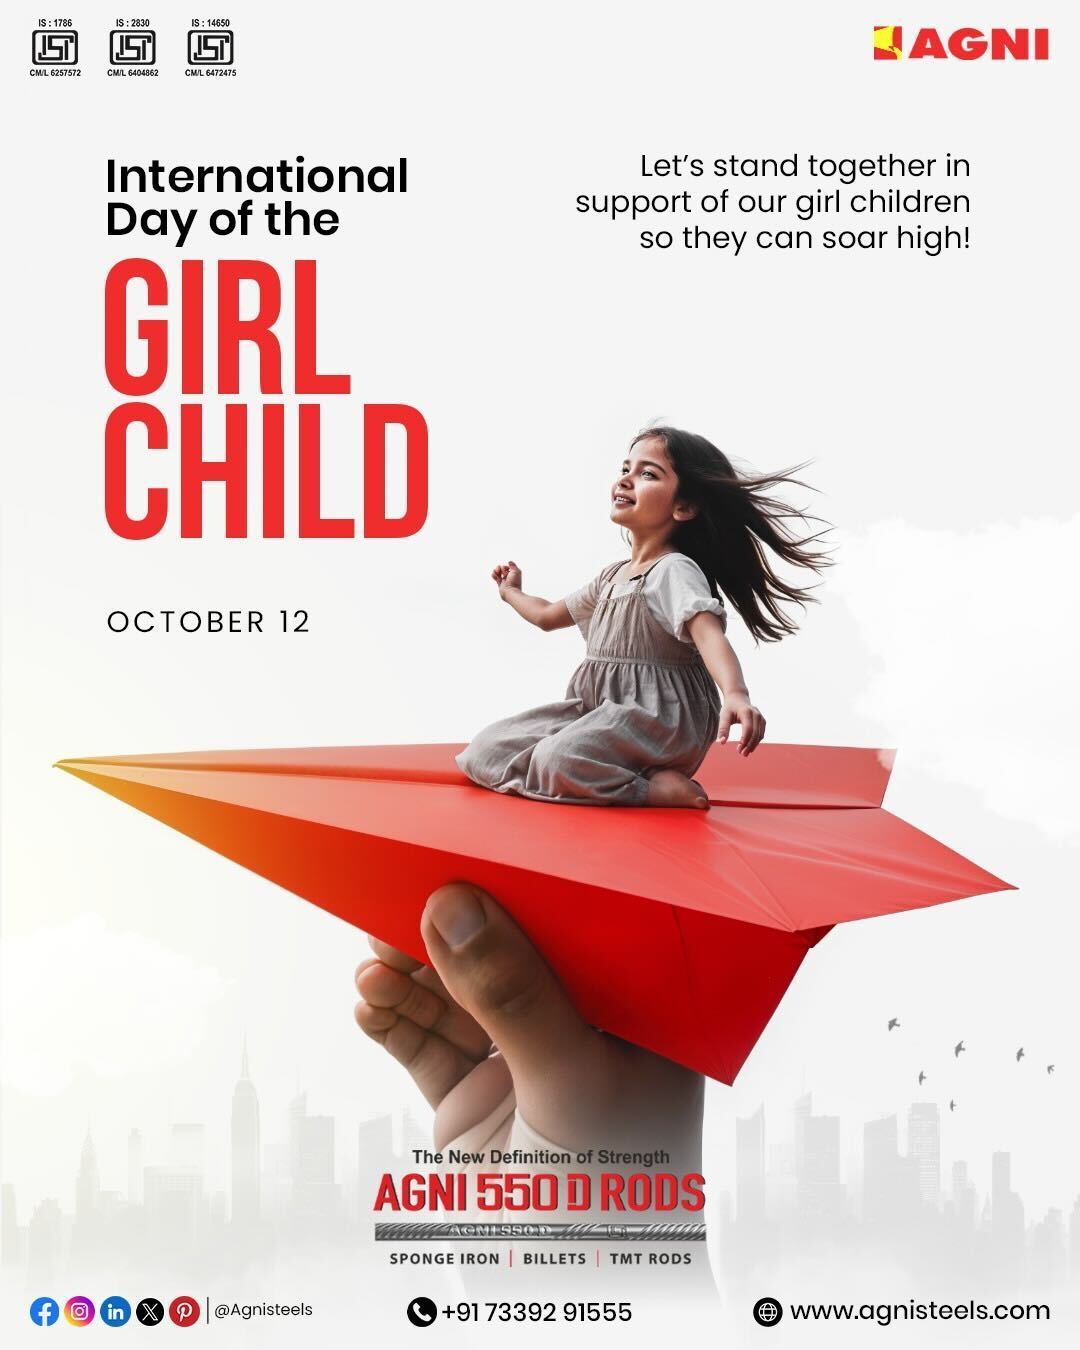 IS : 1786
CM/L 6257572
IS : 2830
CM/L 6404862
IS : 14650
CM/L 6472475
AGNI
International
Day of the
GIRL
CHILD
Let’s stand together in
support of our girl children
so they can soar high!
OCTOBER 12
The New Definition of Strength
AGNI 550 D RODS
AGNI 550 D
SPONGE IRON | BILLETS | TMT RODS
@Agnisteels
+91 73392 91555
www.agnisteels.com